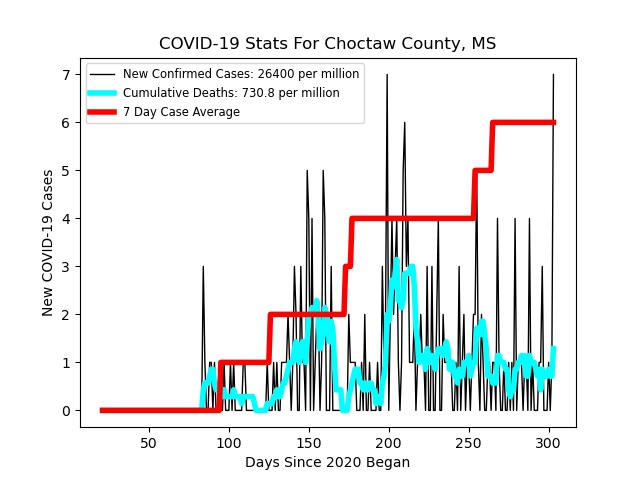 COVID-19 Stats For Choctaw County, MS
New Confirmed Cases: 26400 per million
Cumulative Deaths: 730.8 per million
7 Day Case Average
New COVID-19 Cases
7
6
5
4
3
2
1
0
50 100 150 200 250 300
Days Since 2020 Began